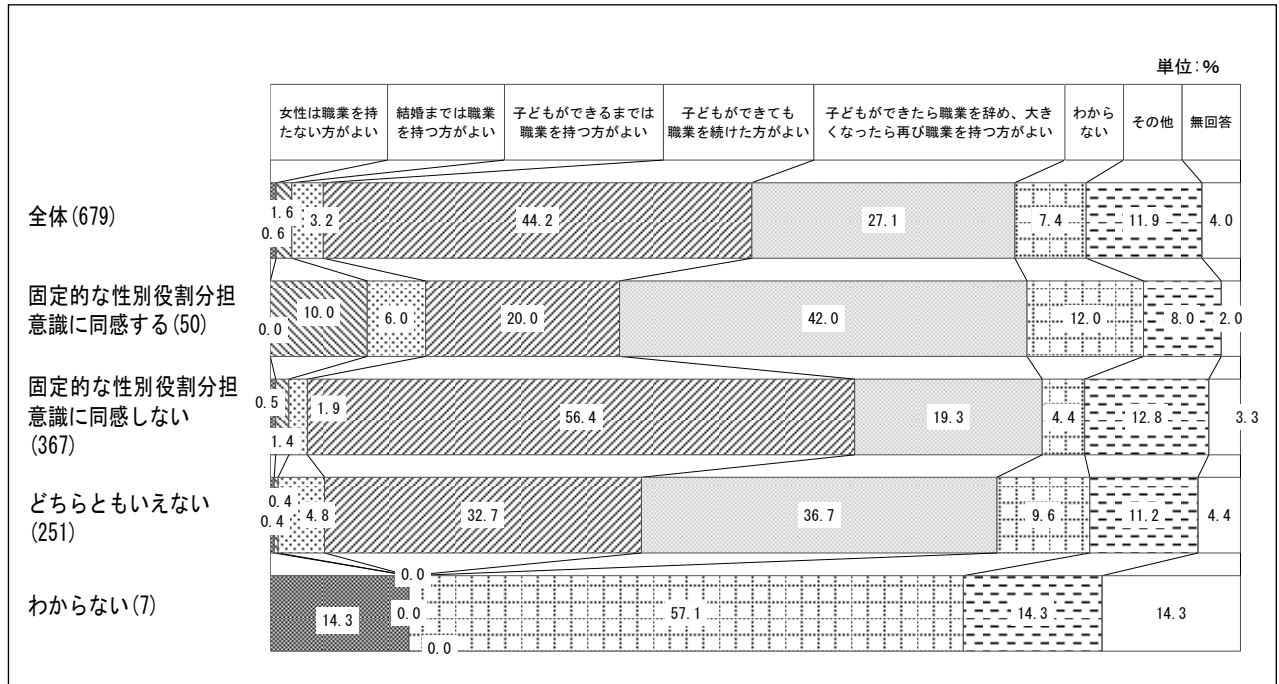 単位：％
女性は職業を持
たない方がよい
結婚までは職業
を持つ方がよい
子どもができるまでは
職業を持つ方がよい
子どもができても
職業を続けた方がよい
子どもができたら職業を辞め、大き
くなったら再び職業を持つ方がよい
わから
ない
その他
無回答
全体(679)
0.6
1.6
3.2
44.2
27.1
7.4
11.9
4.0
固定的な性別役割分担
意識に同感する(50)
0.0
10.0
6.0
20.0
42.0
12.0
8.0
2.0
固定的な性別役割分担
意識に同感しない
(367)
0.5
1.4
1.9
56.4
19.3
4.4
12.8
3.3
どちらともいえない
(251)
0.4
0.4
4.8
32.7
36.7
9.6
11.2
4.4
わからない(7)
14.3
0.0
0.0
0.0
57.1
14.3
14.3